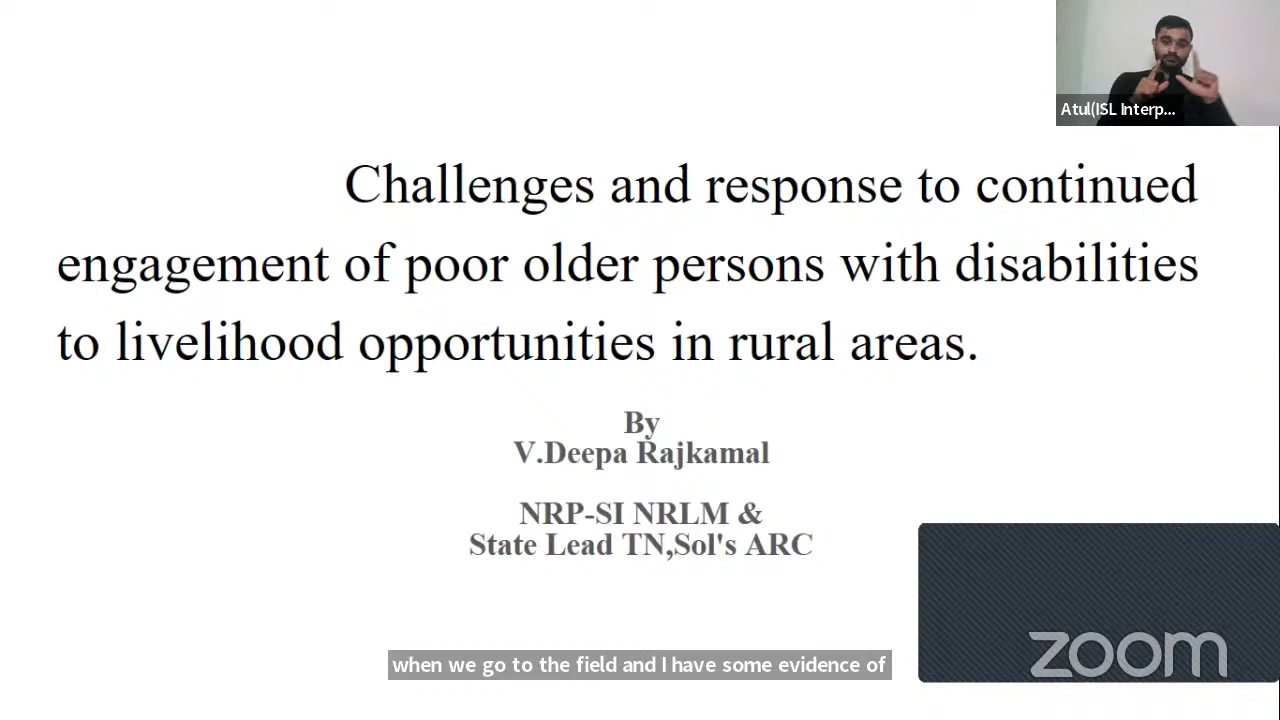 Atul(ISL Interp...
Challenges and response to continued
engagement of poor older persons with disabilities
to livelihood opportunities in rural areas.
By
V.Deepa Rajkamal
NRP-SI NRLM &
State Lead TN,Sol's ARC
zoom
when we go to the field and I have some evidence of